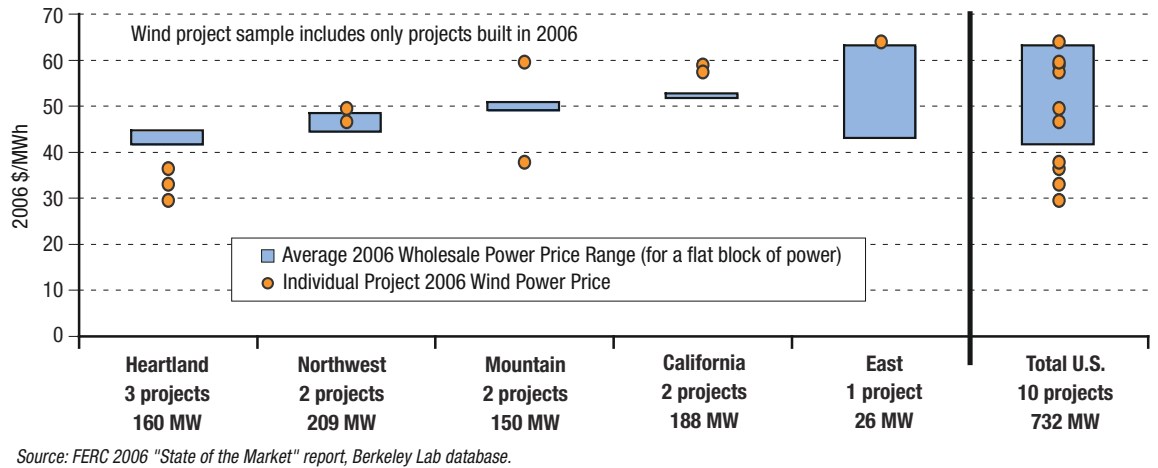 70
Wind project sample includes only projects built in 2006
60
50
40
30
20
10
0
2006 $/MWh
Average 2006 Wholesale Power Price Range (for a flat block of power)
Individual Project 2006 Wind Power Price
Heartland
3 projects
160 MW
Northwest
2 projects
209 MW
Mountain
2 projects
150 MW
California
2 projects
188 MW
East
1 project
26 MW
Total U.S.
10 projects
732 MW
Source: FERC 2006 "State of the Market" report, Berkeley Lab database.